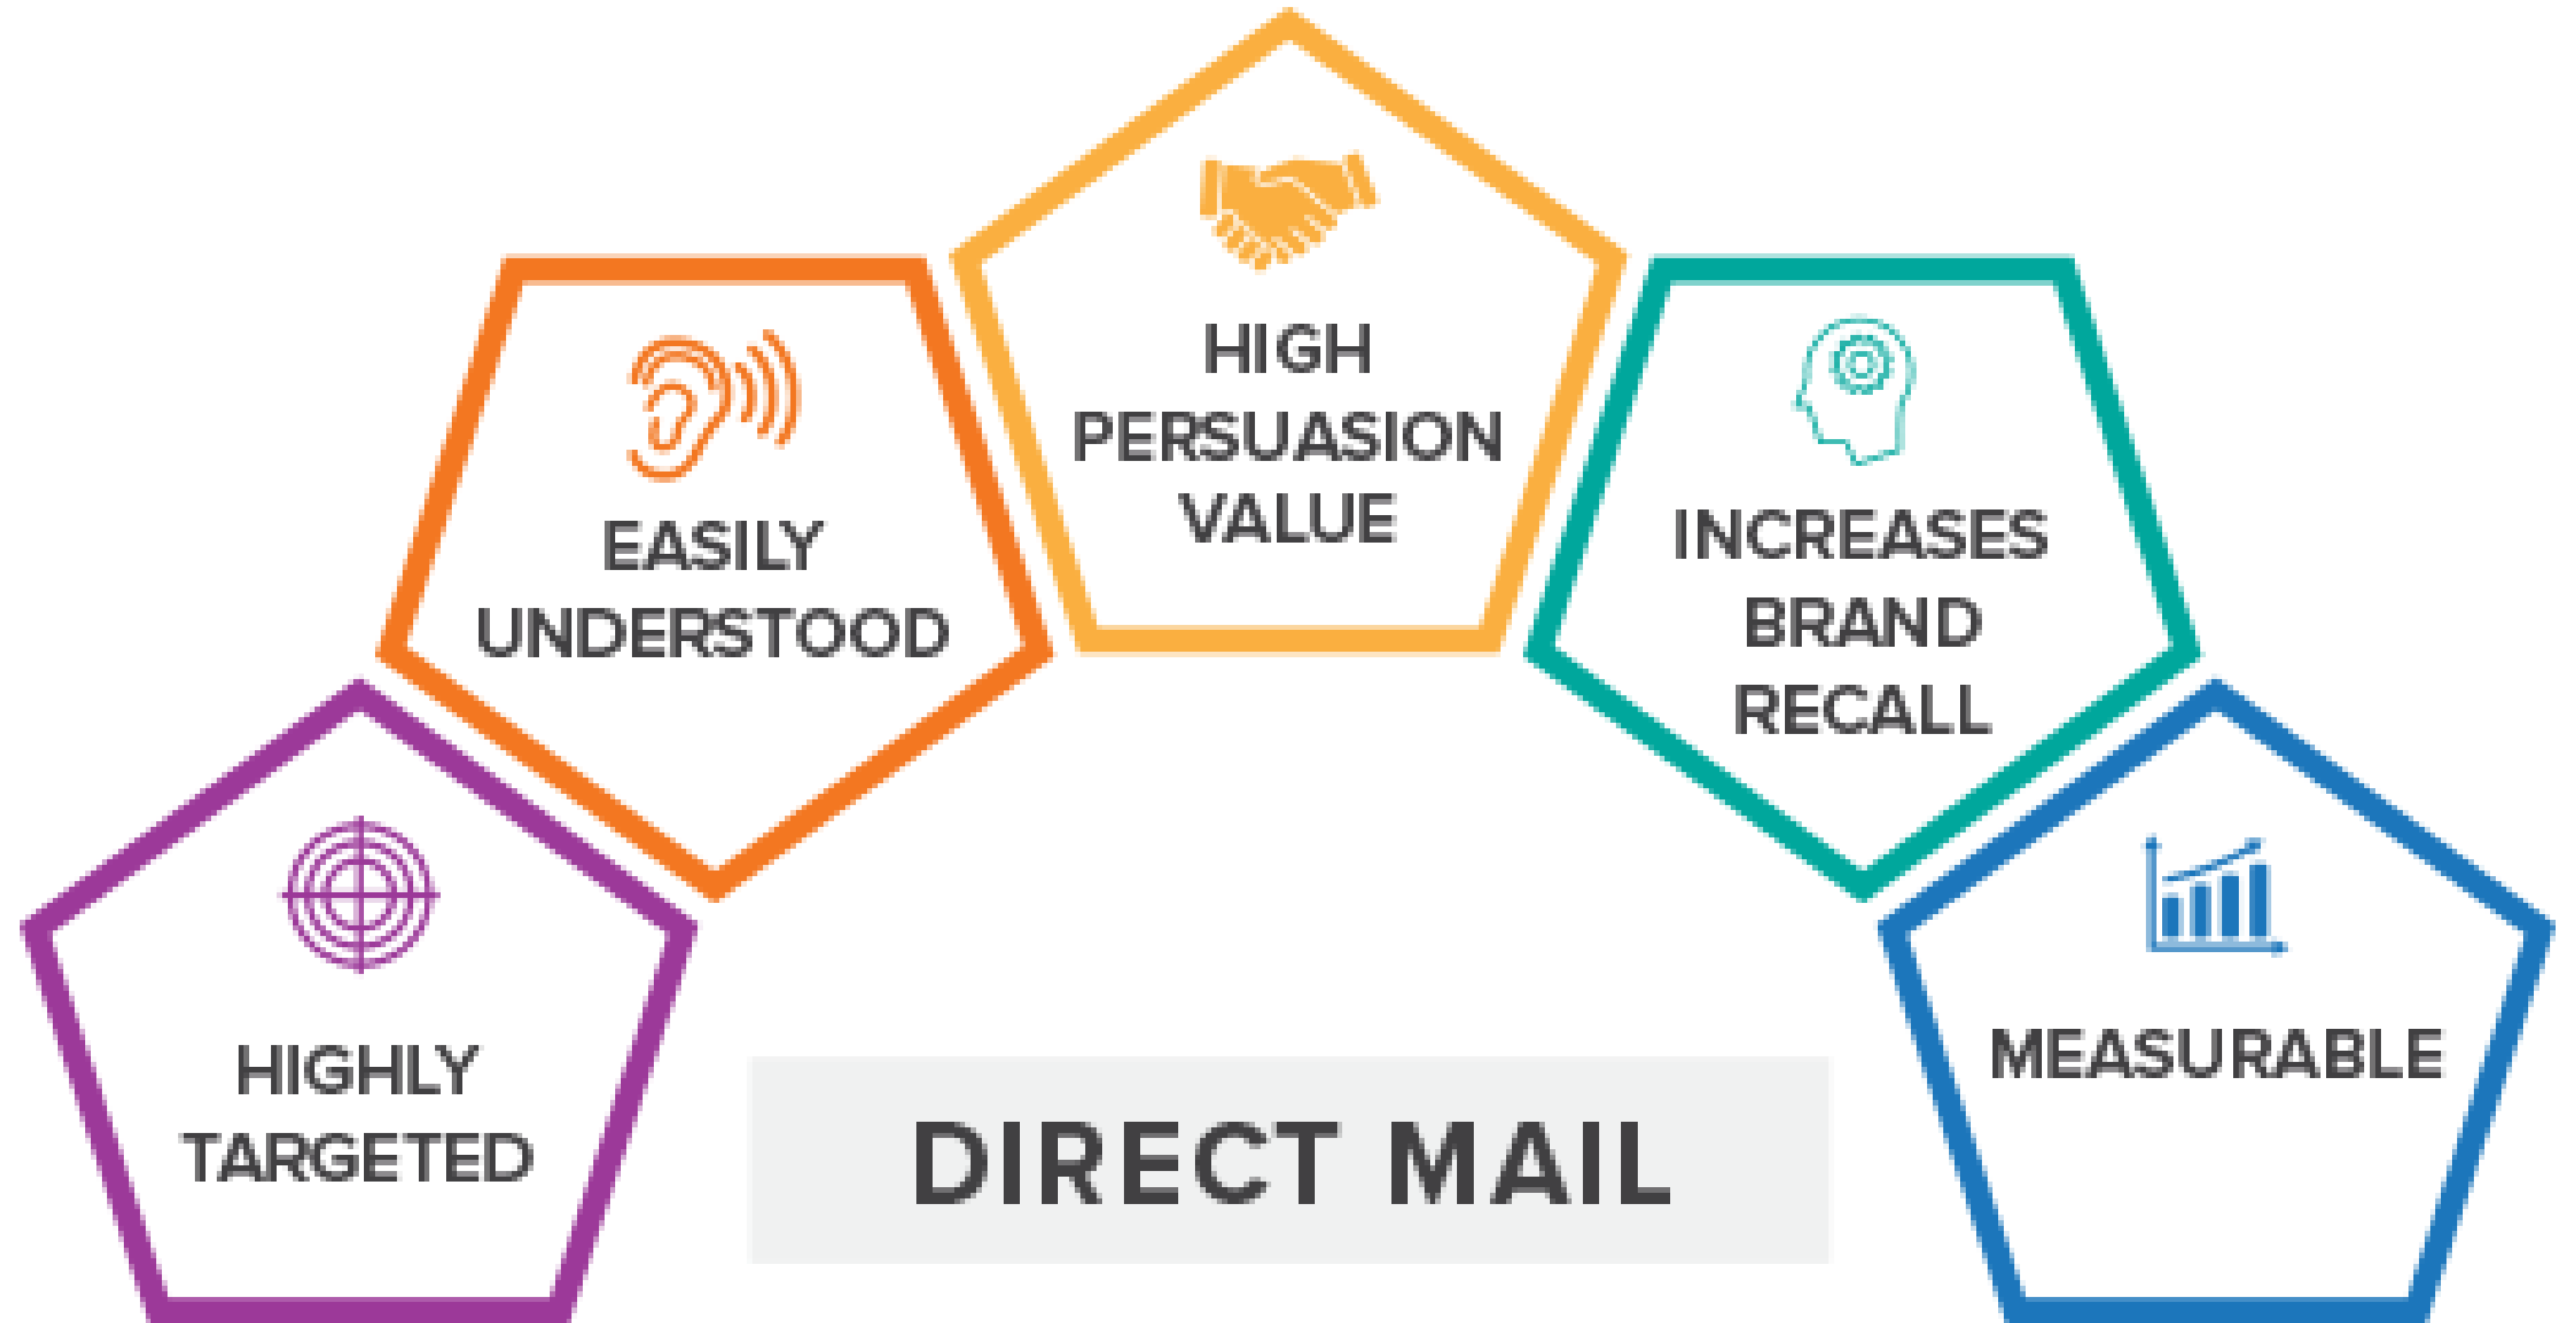 HIGHLY
TARGETED
EASILY
UNDERSTOOD
HIGH
PERSUASION
VALUE
INCREASES
BRAND
RECALL
MEASURABLE
DIRECT MAIL